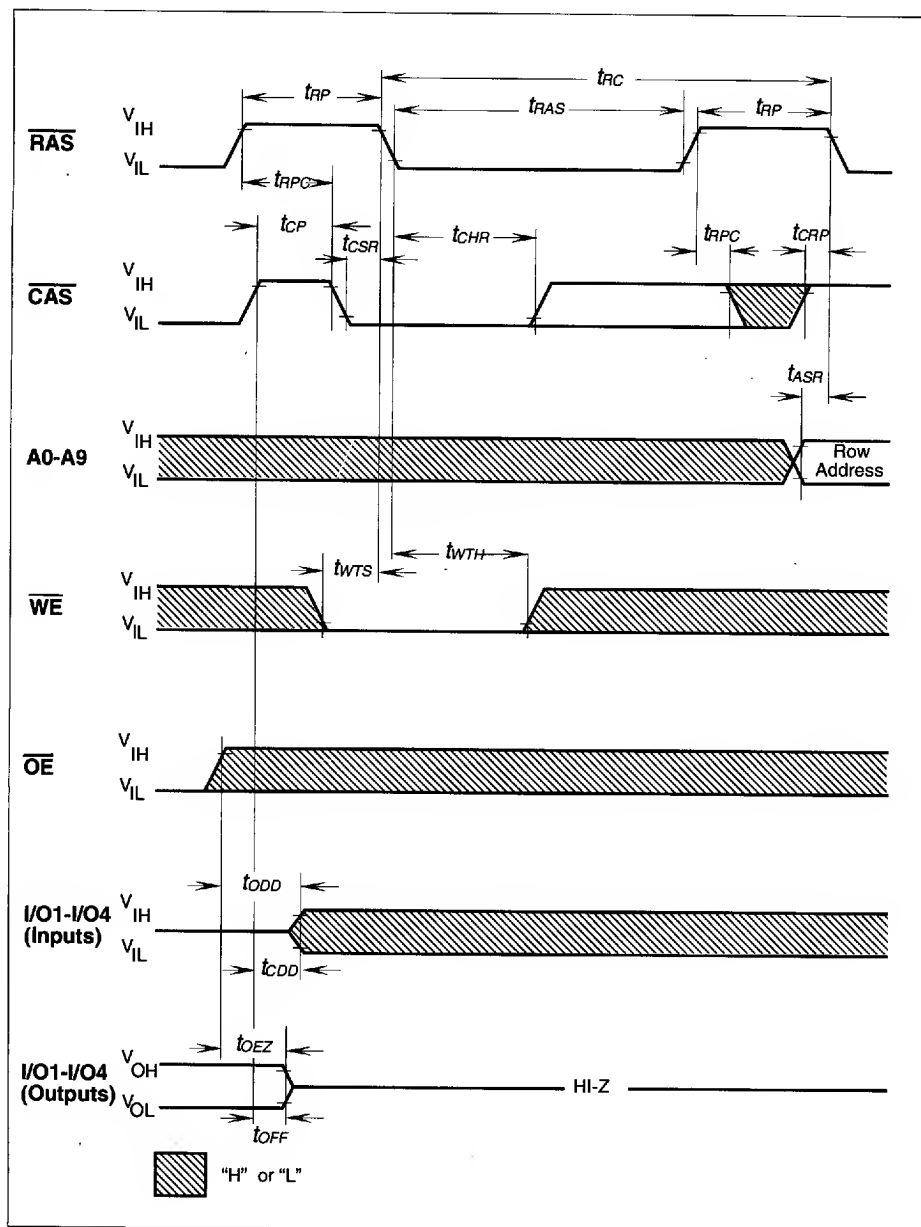 tRC
tRP
tRAS
tRP
RAS
VIH
VIL
tRPC
tCP
tCSR
tCHR
tRPC
tCRP
CAS
VIH
VIL
tASR
A0-A9
VIH
VIL
Row
Address
tWTS
tWTH
WE
VIH
VIL
OE
VIH
VIL
tODD
I/O1-I/O4
(Inputs)
VIH
VIL
tCDD
tOEZ
I/O1-I/O4
(Outputs)
VOH
VOL
HI-Z
tOFF
"H" or "L"